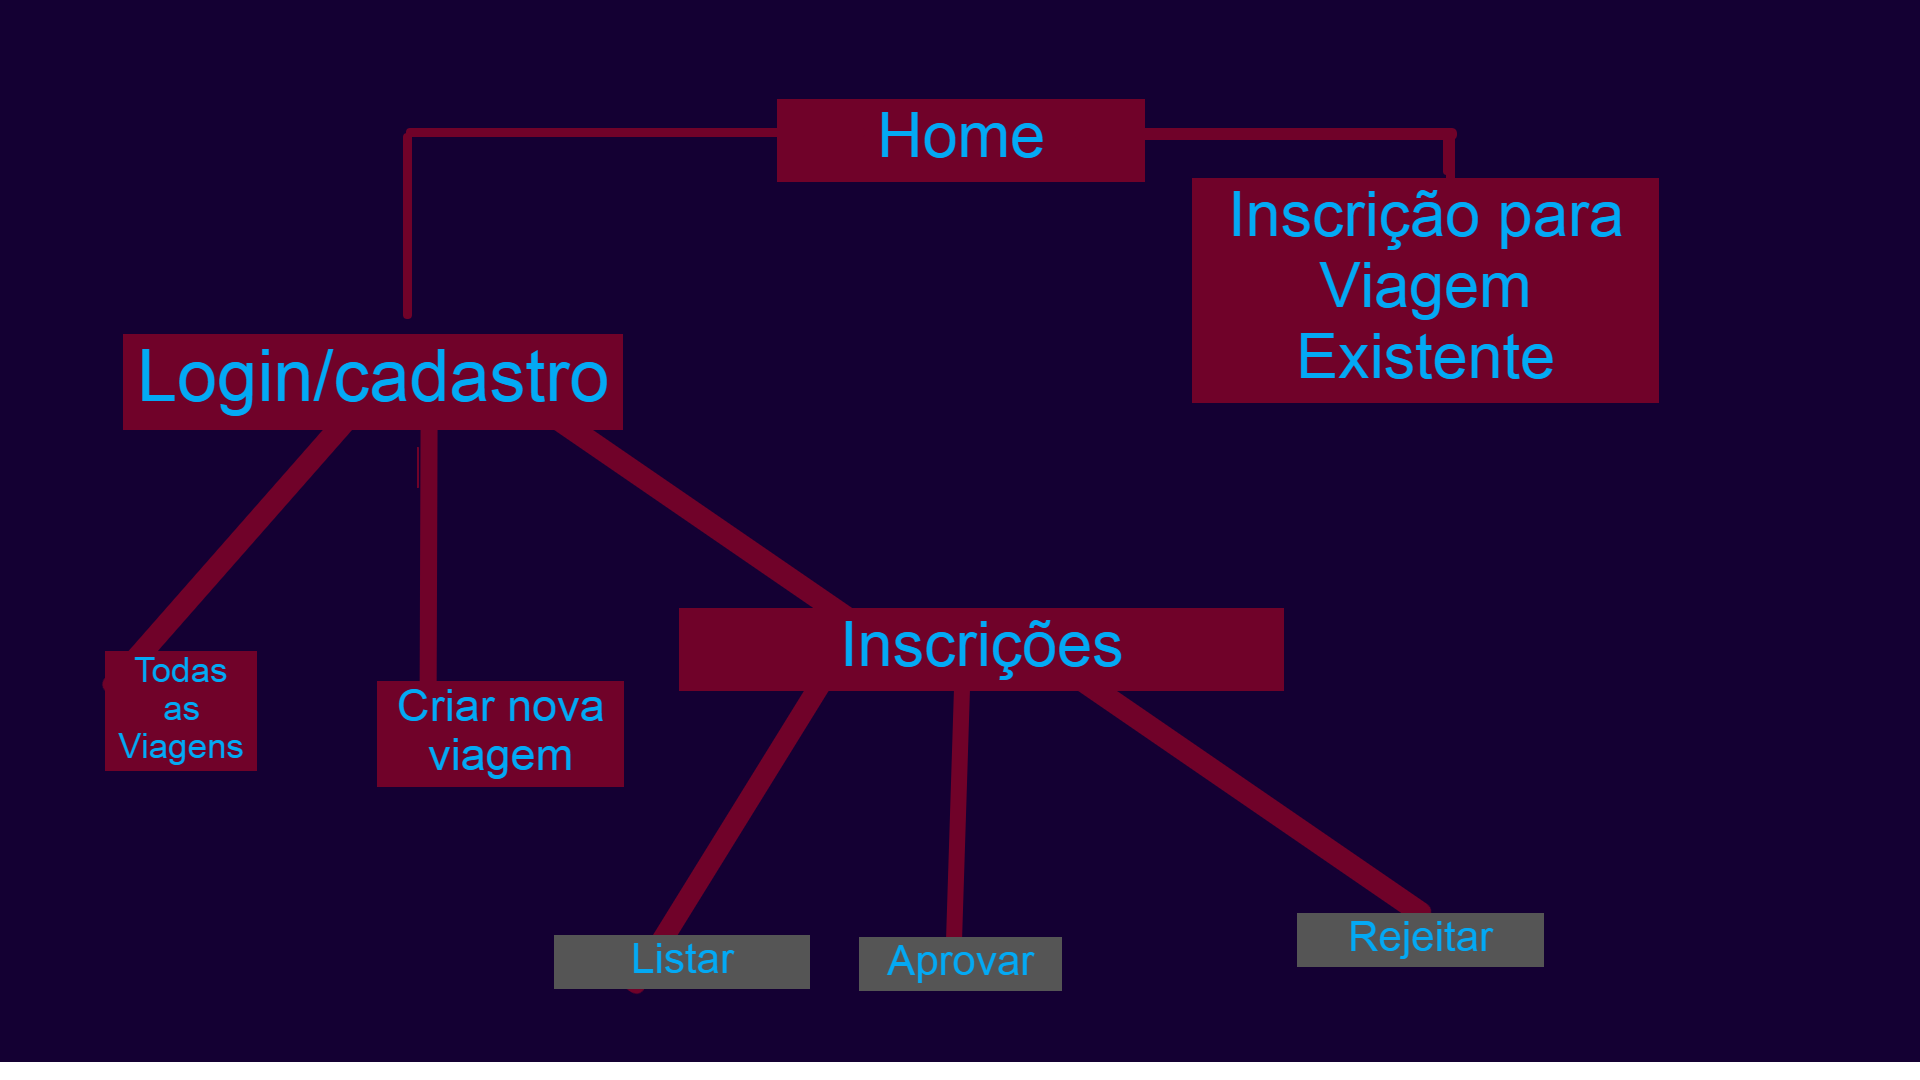 Home
Inscrição para
Viagem
Existente
Login/cadastro
Todas
as
Viagens
Criar nova
viagem
Inscrições
Listar
Aprovar
Rejeitar